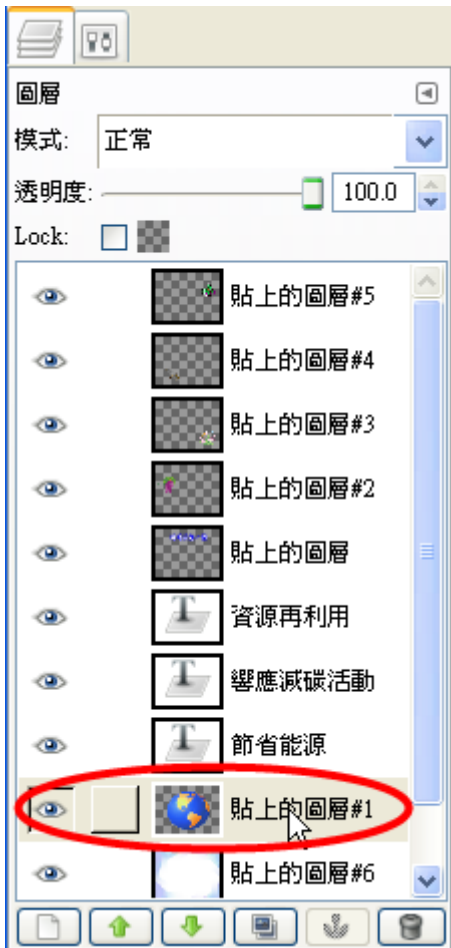 圖層
模式: 正常
透明度: 100.0
Lock:
貼上的圖層#5
貼上的圖層#4
貼上的圖層#3
貼上的圖層#2
貼上的圖層
資源再利用
響應減碳活動
節省能源
貼上的圖層#1
貼上的圖層#6